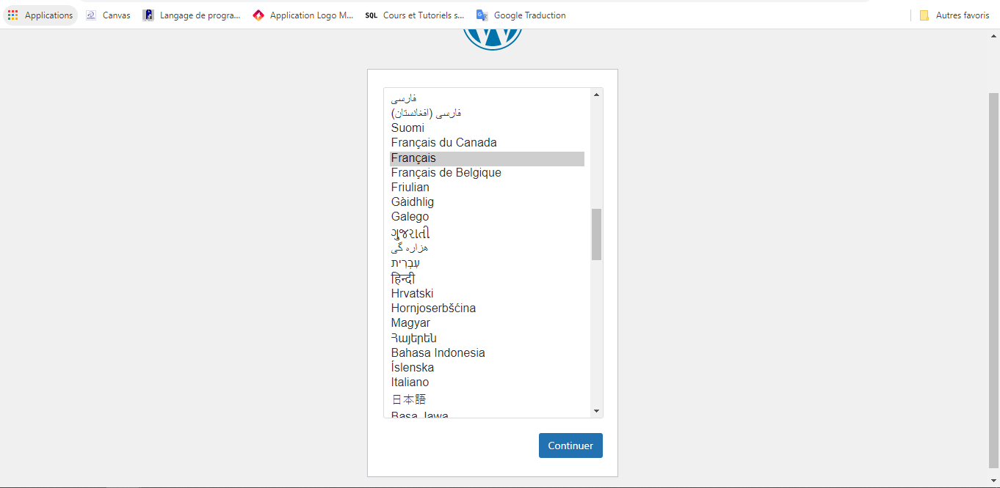 Applications Canvas Langage de progra... Application Logo M... SQL Cours et Tutoriels s... Google Traduction Autres favoris
فارسی
فارسی (افغانستان)
Suomi
Français du Canada
Français
Français de Belgique
Friulian
Gàidhlig
Galego
ગુજરાતી
هزاره گی
עִבְרִית
हिन्दी
Hrvatski
Hornjoserbšćina
Magyar
Հայերեն
Bahasa Indonesia
Íslenska
Italiano
日本語
Basa Jawa
Continuer